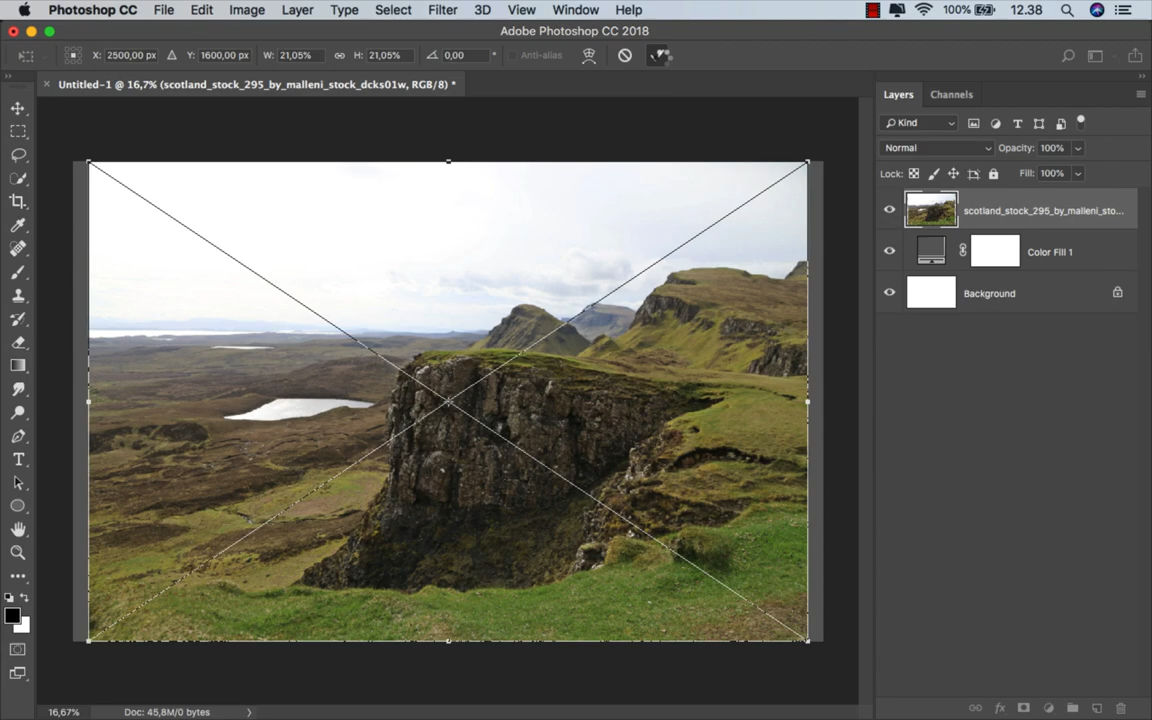 Photoshop CC File Edit Image Layer Type Select Filter 3D View Window Help 100% 12.38
Adobe Photoshop CC 2018
X: 2500,00 px Y: 1600,00 px W: 21,05% H: 21,05% 0,00 ° Anti-alias
× Untitled-1 @ 16,7% (scotland_stock_295_by_malleni_stock_dcks01w, RGB/8) *
Layers Channels
Kind
Normal Opacity: 100%
Lock: Fill: 100%
scotland_stock_295_by_malleni_sto...
Color Fill 1
Background
16,67% Doc: 45,8M/0 bytes